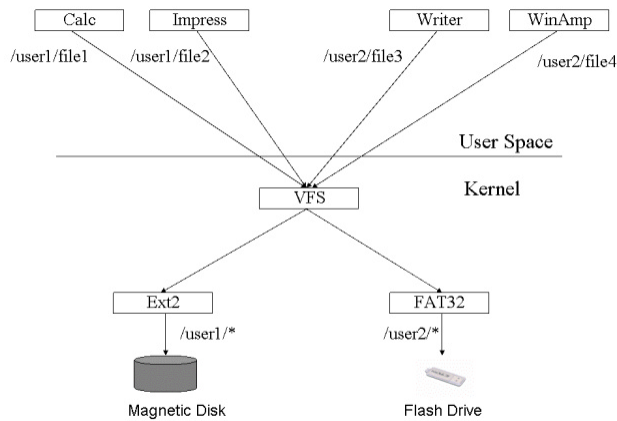 Calc Impress Writer WinAmp
/user1/file1 /user1/file2 /user2/file3 /user2/file4
User Space
Kernel
VFS
Ext2 FAT32
/user1/* /user2/*
Magnetic Disk Flash Drive